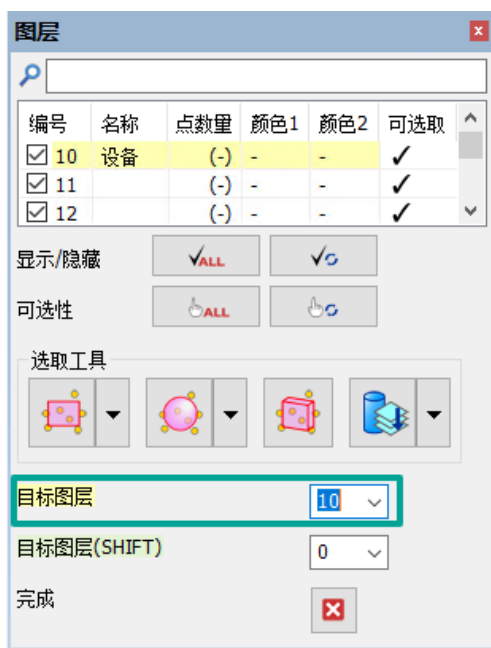 图层
编号 名称 点数量 颜色1 颜色2 可选取
10 设备 (-) - -
11 (-) - -
12 (-) - -
显示/隐藏 ALL
可选性 ALL
选取工具
目标图层 10
目标图层(SHIFT) 0
完成